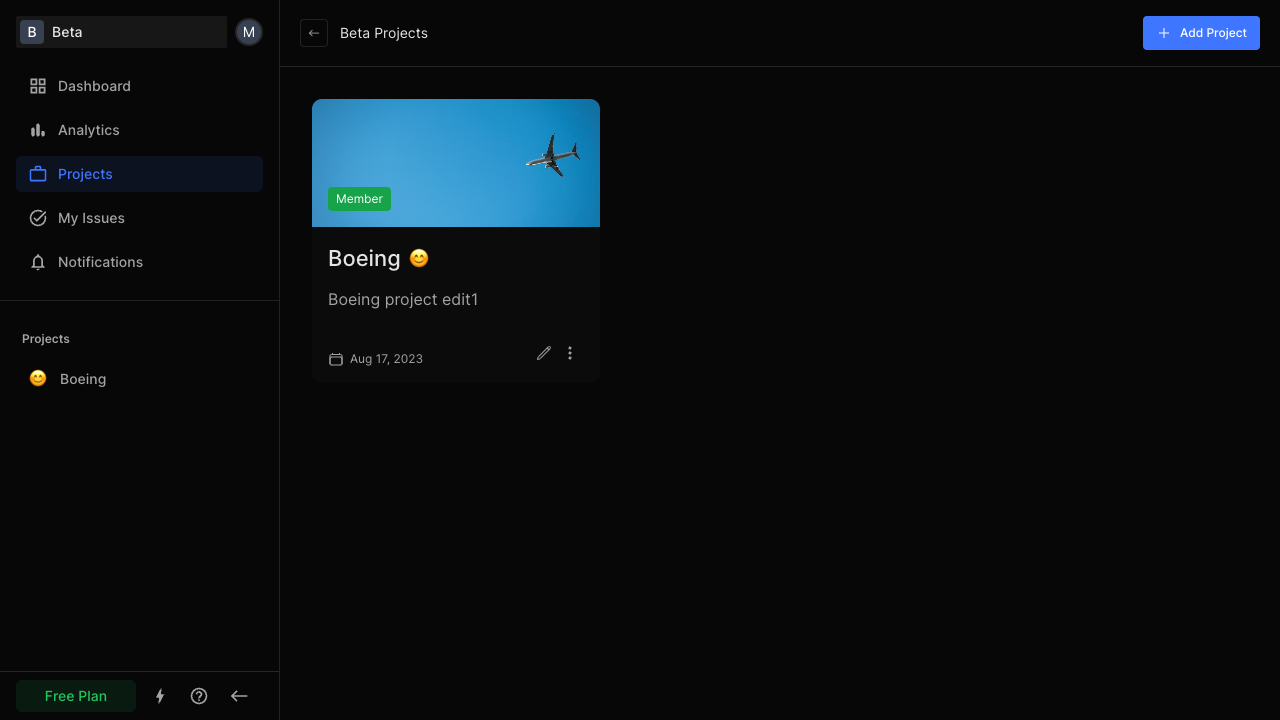 B Beta M
Dashboard
Analytics
Projects
My Issues
Notifications
Projects
😊 Boeing
Free Plan
Beta Projects
Add Project
Member
Boeing 😊
Boeing project edit1
Aug 17, 2023